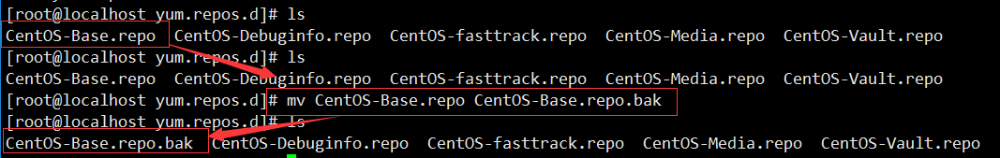 [root@localhost yum.repos.d]# ls
CentOS-Base.repo  CentOS-Debuginfo.repo  CentOS-fasttrack.repo  CentOS-Media.repo  CentOS-Vault.repo
[root@localhost yum.repos.d]# ls
CentOS-Base.repo  CentOS-Debuginfo.repo  CentOS-fasttrack.repo  CentOS-Media.repo  CentOS-Vault.repo
[root@localhost yum.repos.d]# mv CentOS-Base.repo CentOS-Base.repo.bak
[root@localhost yum.repos.d]# ls
CentOS-Base.repo.bak  CentOS-Debuginfo.repo  CentOS-fasttrack.repo  CentOS-Media.repo  CentOS-Vault.repo